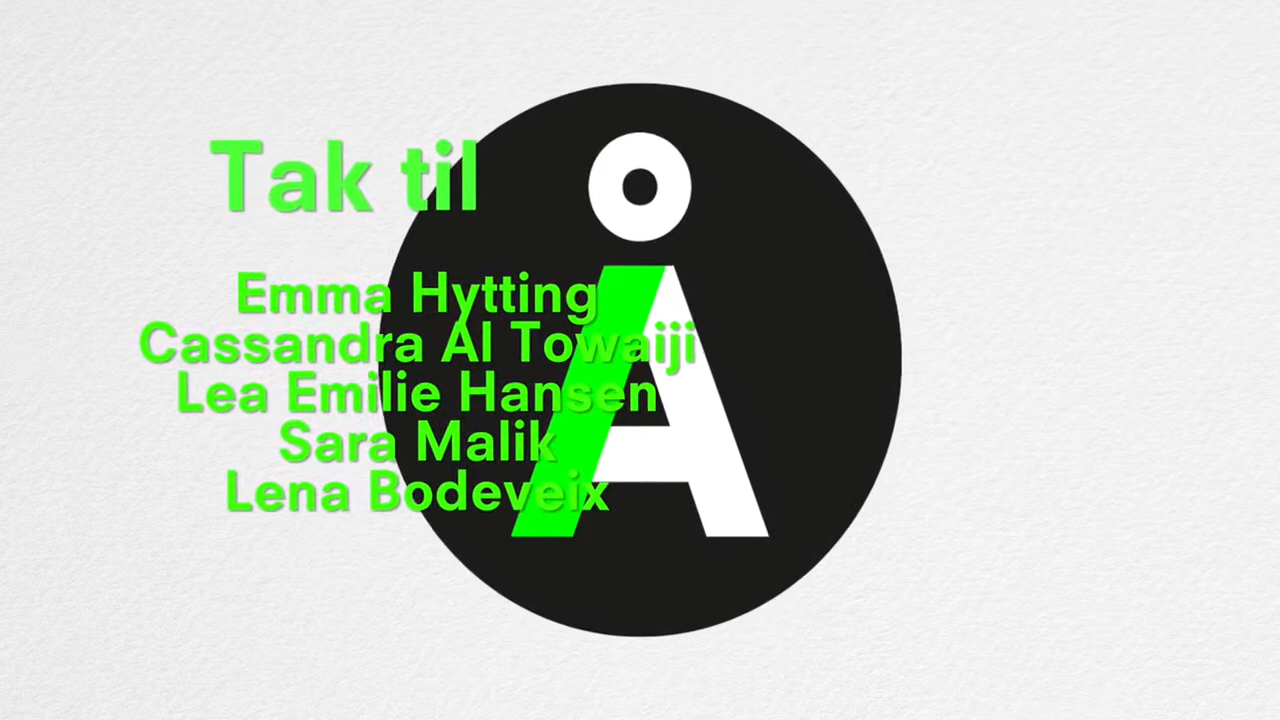 Tak til
Emma Hytting
Cassandra Al Towaiji
Lea Emilie Hansen
Sara Malik
Lena Bodeveix
Å